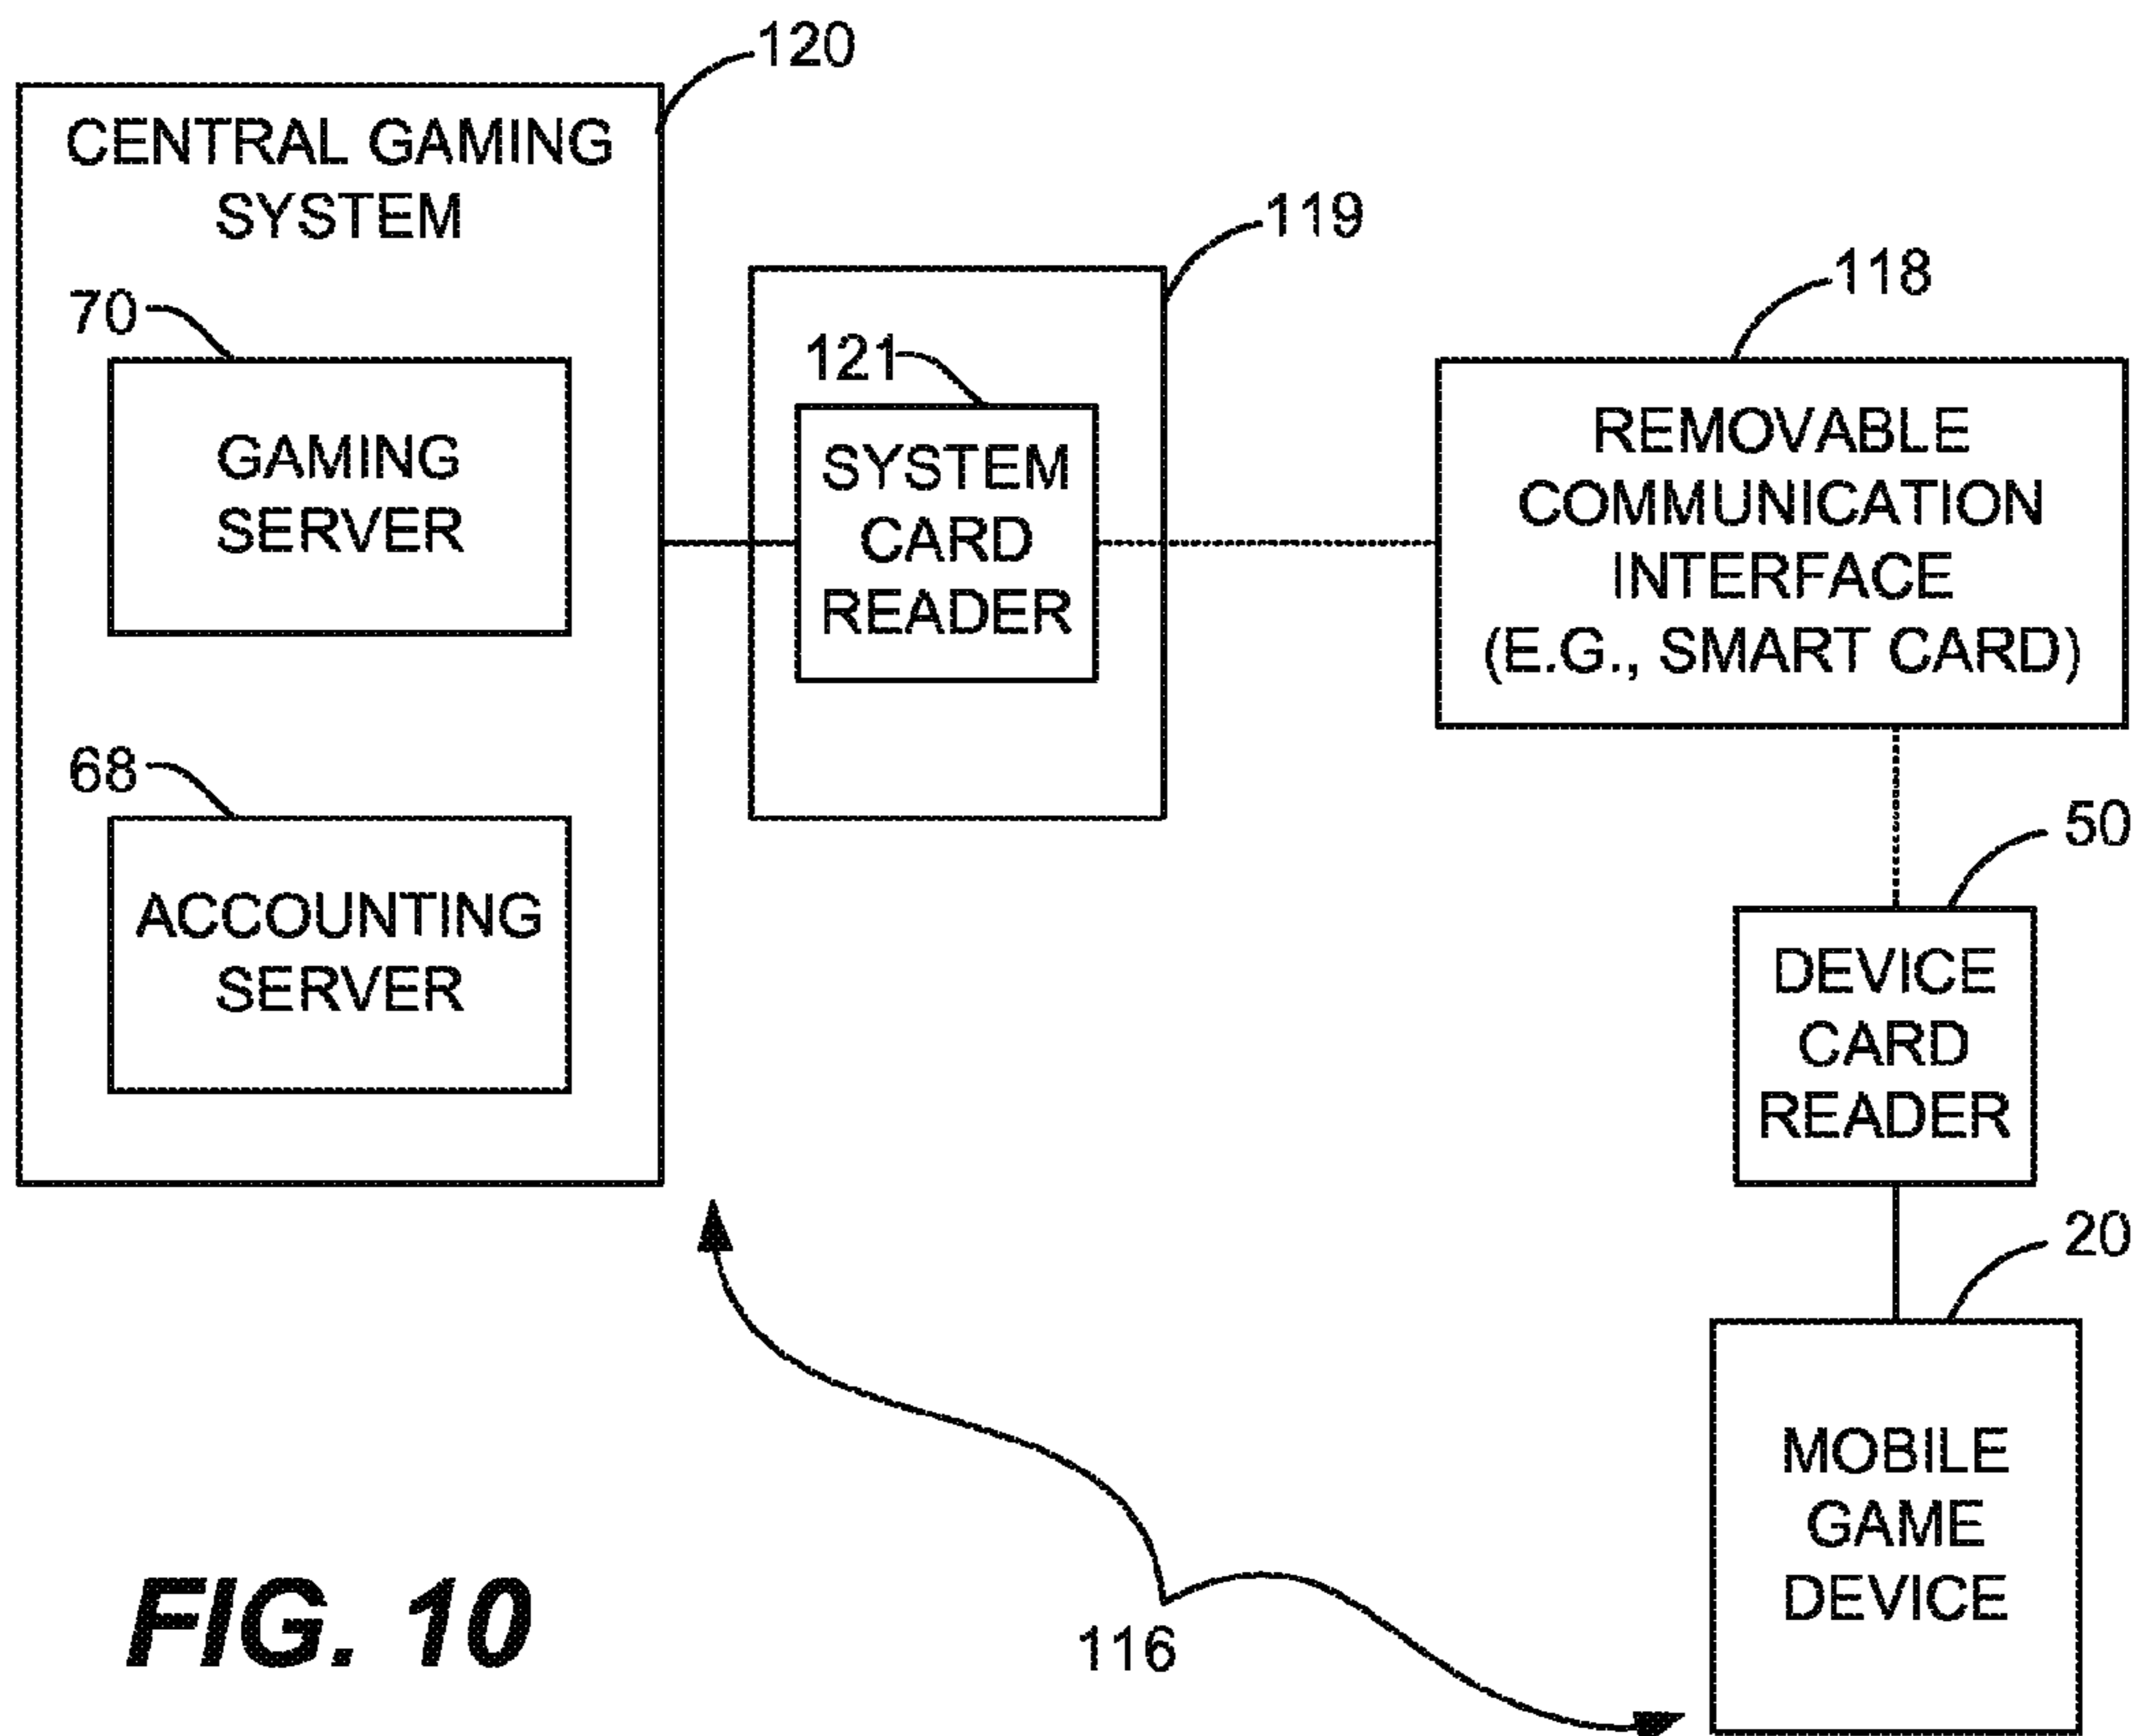 120
CENTRAL GAMING
SYSTEM
119
118
70
121
GAMING
SERVER
SYSTEM
CARD
READER
REMOVABLE
COMMUNICATION
INTERFACE
(E.G., SMART CARD)
68
50
ACCOUNTING
SERVER
DEVICE
CARD
READER
20
MOBILE
GAME
DEVICE
116
FIG. 10